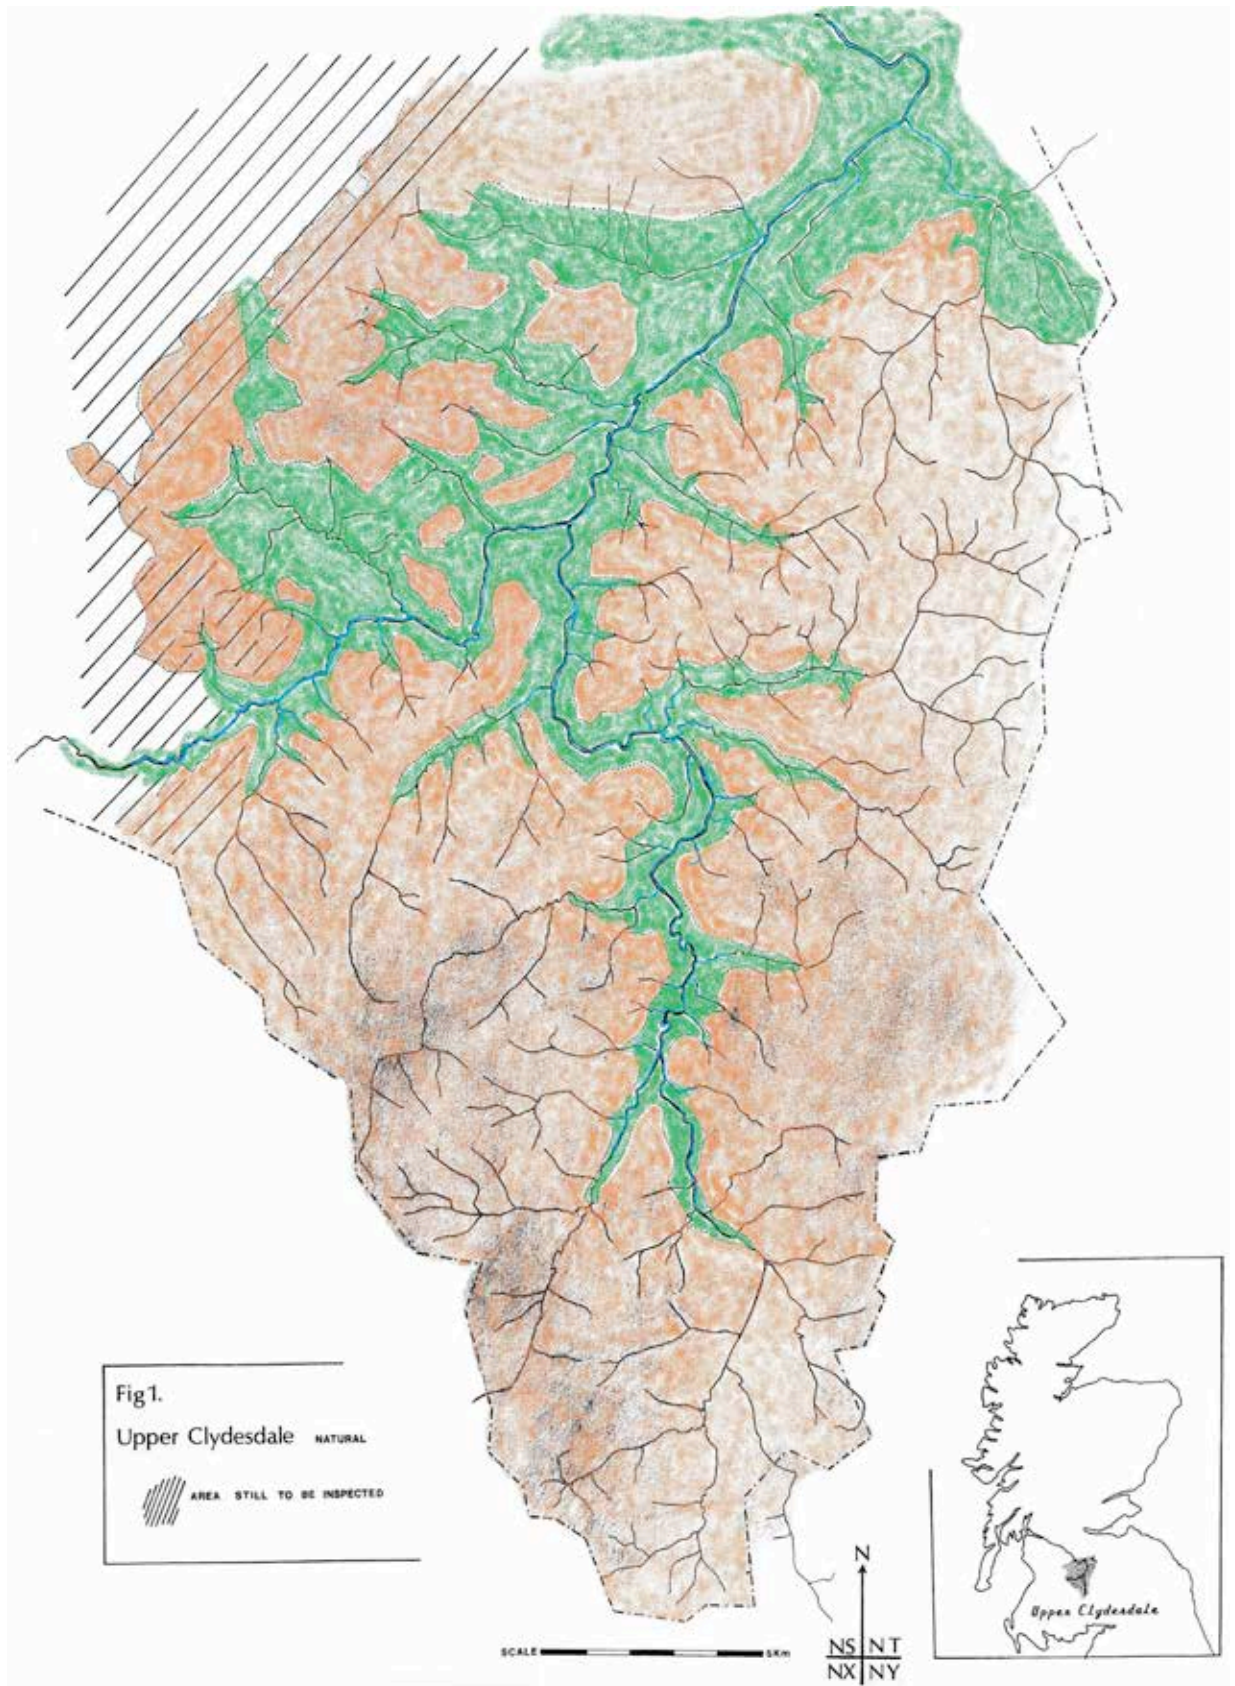 Fig 1.
Upper Clydesdale NATURAL
AREA STILL TO BE INSPECTED
SCALE 5Km
N
NS NT
NX NY
Upper Clydesdale